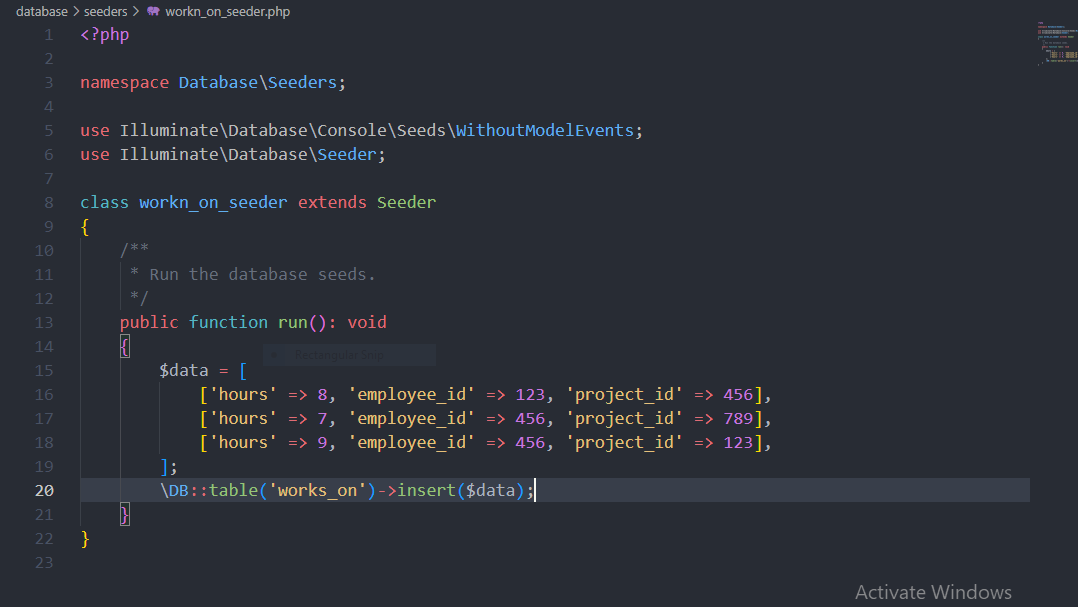 database > seeders > workn_on_seeder.php
1 <?php
2
3 namespace Database\Seeders;
4
5 use Illuminate\Database\Console\Seeds\WithoutModelEvents;
6 use Illuminate\Database\Seeder;
7
8 class workn_on_seeder extends Seeder
9 {
10     /**
11      * Run the database seeds.
12      */
13     public function run(): void
14     {
15         $data = [
16             ['hours' => 8, 'employee_id' => 123, 'project_id' => 456],
17             ['hours' => 7, 'employee_id' => 456, 'project_id' => 789],
18             ['hours' => 9, 'employee_id' => 456, 'project_id' => 123],
19         ];
20         \DB::table('works_on')->insert($data);
21     }
22 }
23
Activate Windows